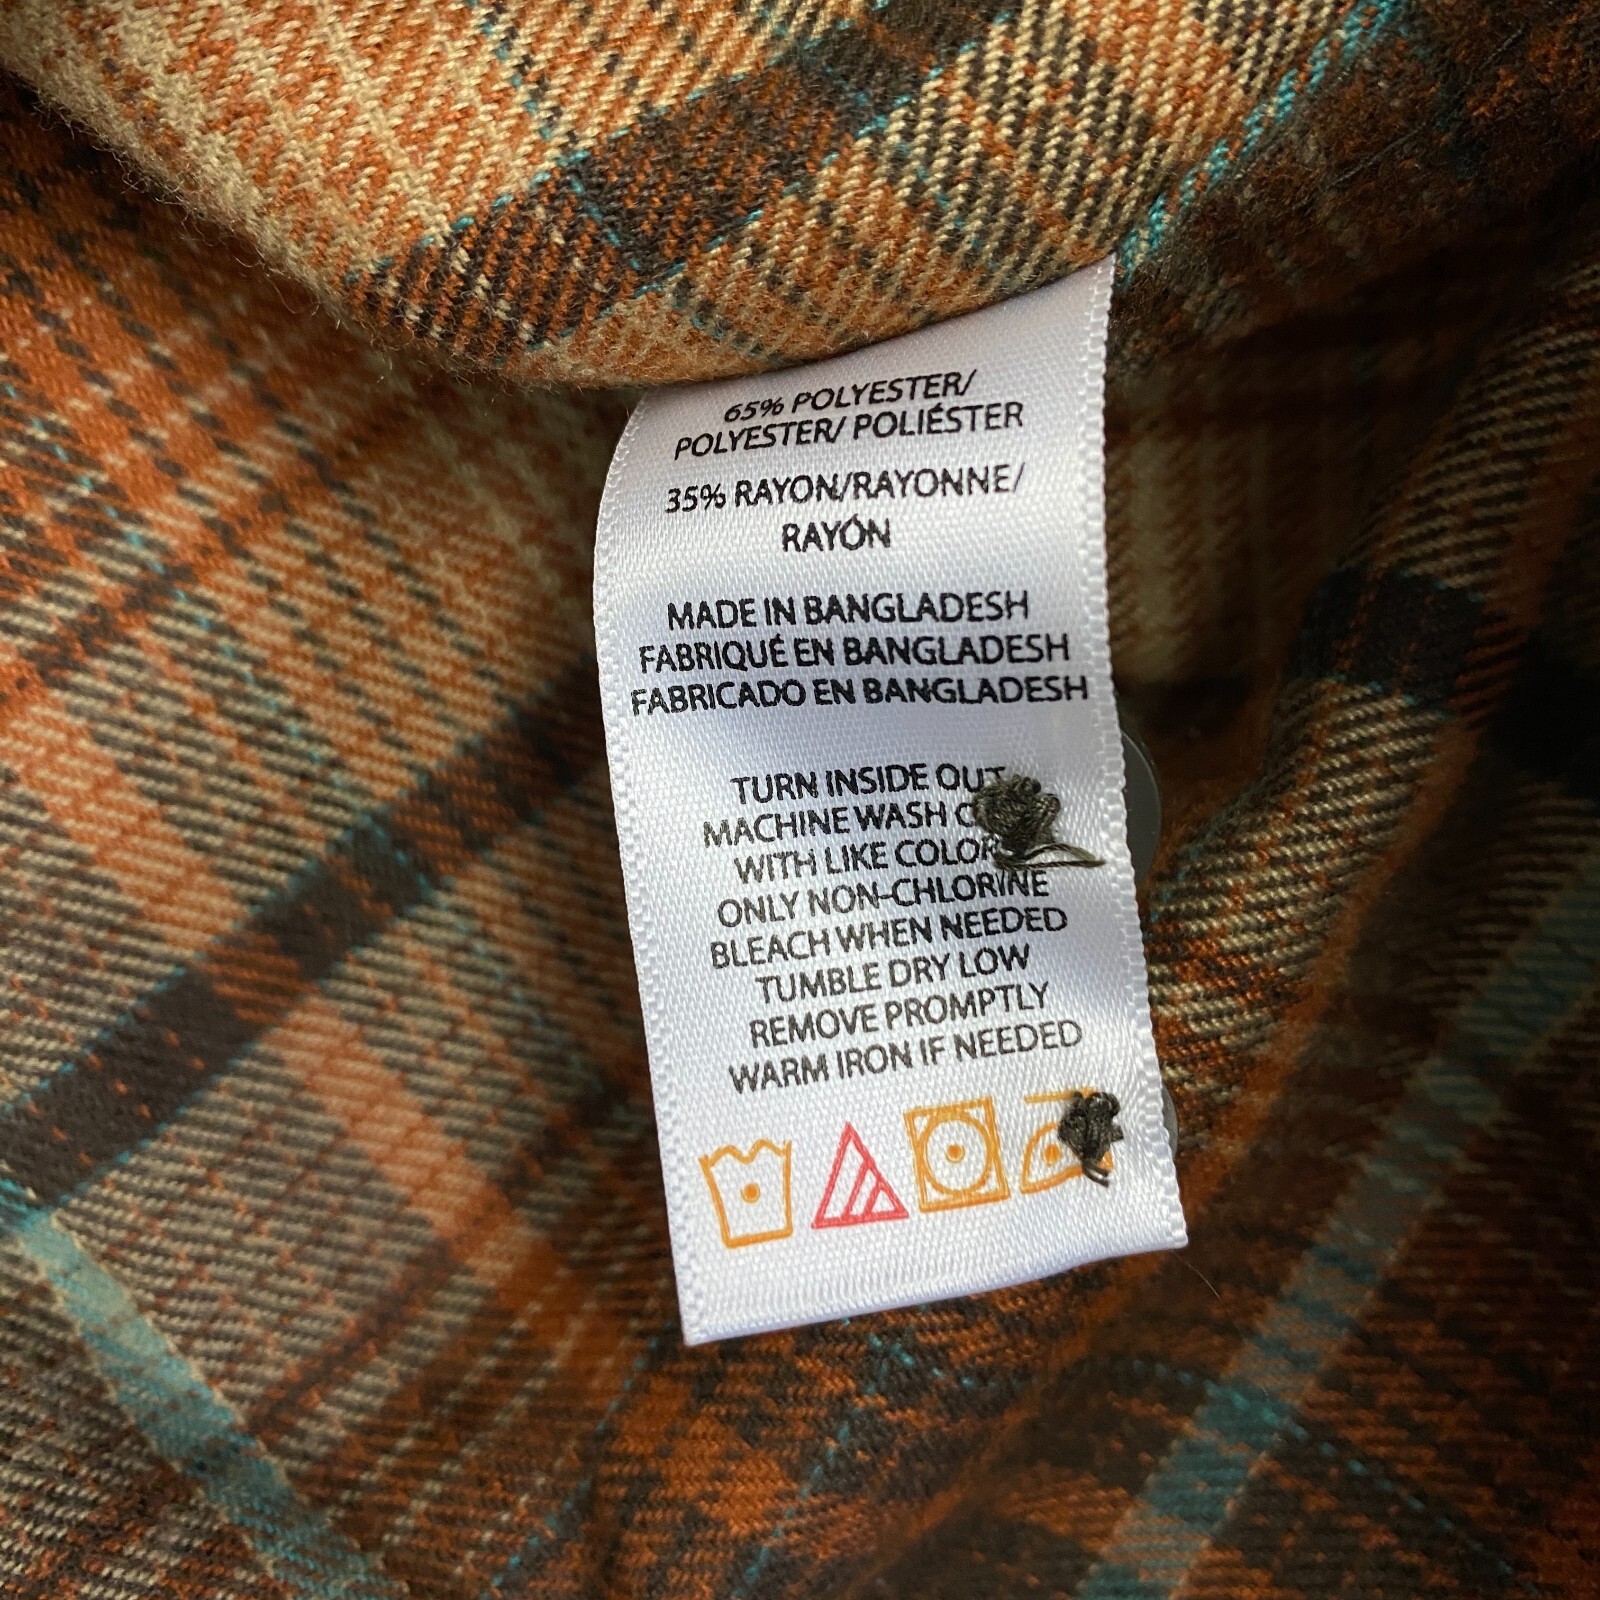 65% POLYESTER/
POLYESTER/ POLIÉSTER
35% RAYON/RAYONNE/
RAYÓN
MADE IN BANGLADESH
FABRIQUÉ EN BANGLADESH
FABRICADO EN BANGLADESH
TURN INSIDE OUT
MACHINE WASH
WITH LIKE COLOR
ONLY NON-CHLORINE
BLEACH WHEN NEEDED
TUMBLE DRY LOW
REMOVE PROMPTLY
WARM IRON IF NEEDED